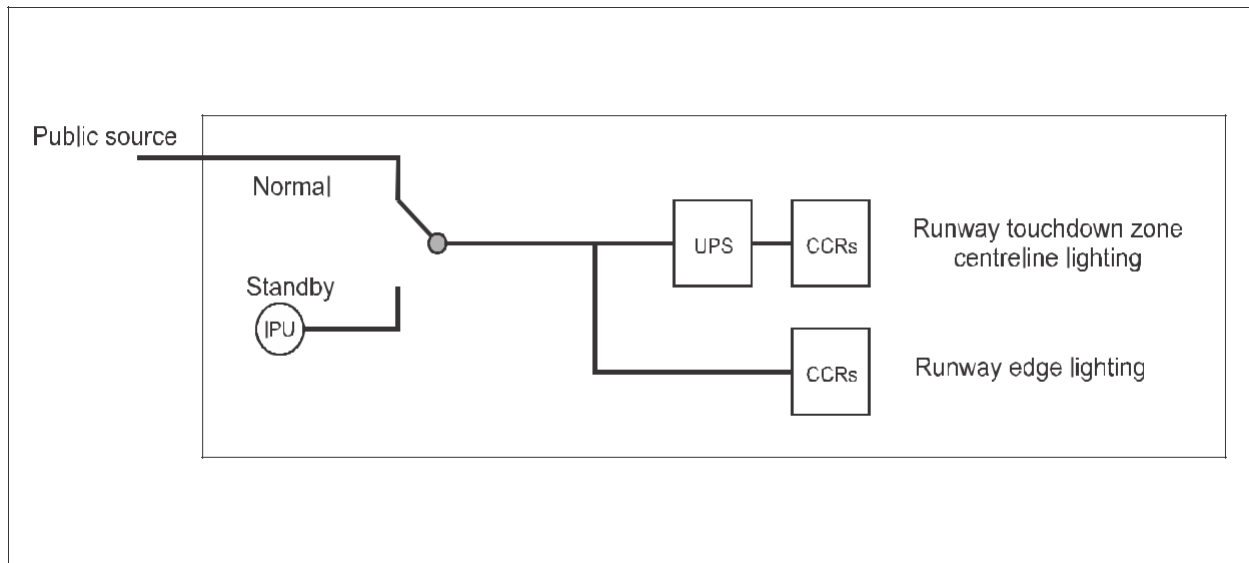 Public source
Normal
Standby
IPU
UPS
CCRs
Runway touchdown zone
centreline lighting
CCRs
Runway edge lighting